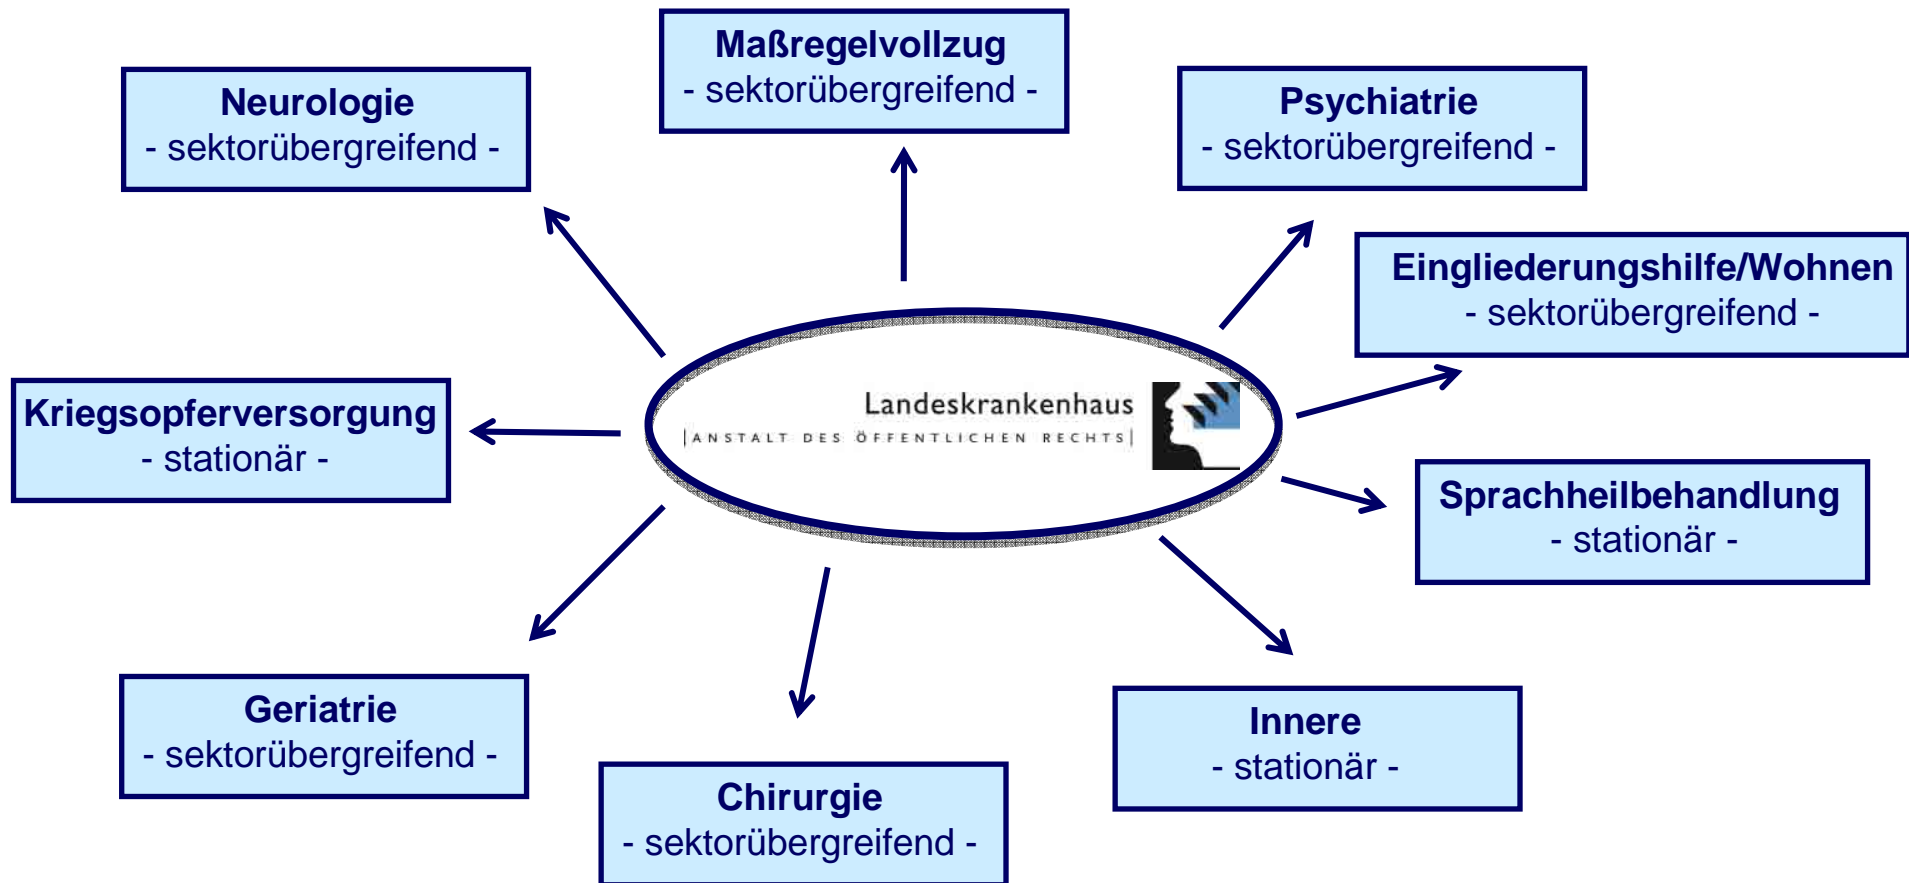 Maßregelvollzug
- sektorübergreifend -
Neurologie
- sektorübergreifend -
Psychiatrie
- sektorübergreifend -
Eingliederungshilfe/Wohnen
- sektorübergreifend -
Kriegsopferversorgung
- stationär -
Landeskrankenhaus
|ANSTALT DES ÖFFENTLICHEN RECHTS|
Sprachheilbehandlung
- stationär -
Geriatrie
- sektorübergreifend -
Innere
- stationär -
Chirurgie
- sektorübergreifend -